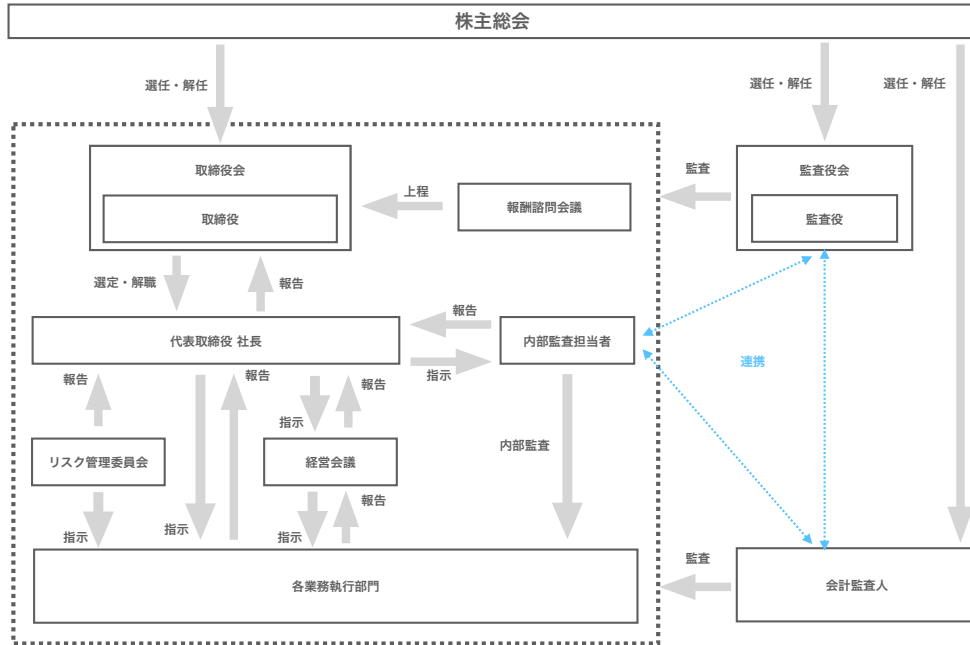 株主総会
選任・解任
選任・解任
選任・解任
取締役会
取締役
上程
報酬諮問会議
監査
監査役会
監査役
選定・解職
報告
代表取締役 社長
報告
指示
内部監査担当者
連携
報告
報告
報告
指示
リスク管理委員会
経営会議
内部監査
指示
指示
指示
報告
各業務執行部門
監査
会計監査人